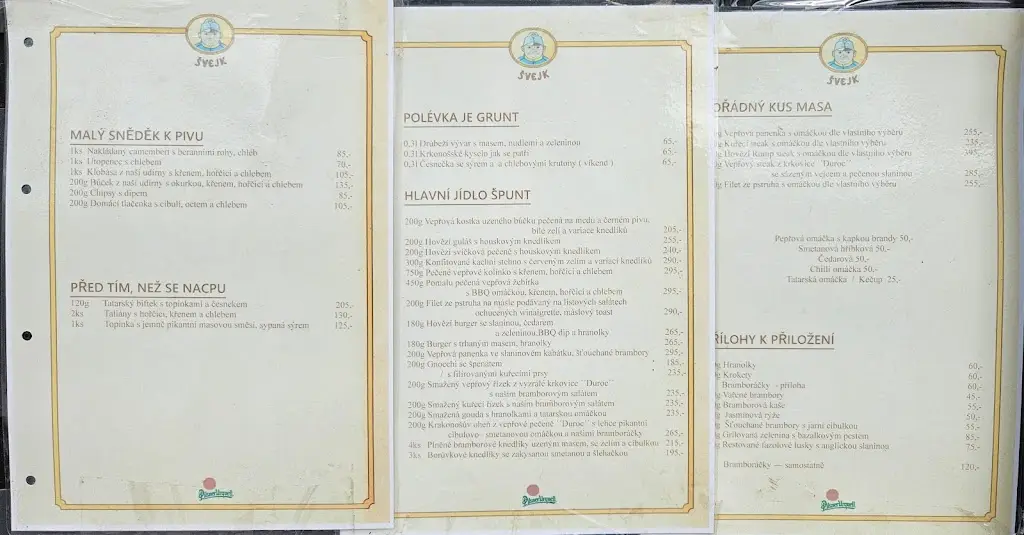 ŠVEJK
MALÝ SNĚDĚK K PIVU
1ks Nakládaný camembert s beraními rohy, chléb 85,-
1ks Utopenec s chlebem 70,-
1ks Klobása z naší udírny s křenem, hořčicí a chlebem 105,-
200g Bůček z naší udírny s okurkou, křenem, hořčicí a chlebem 135,-
200g Chipsy s dipem 85,-
200g Domácí tlačenka s cibulí, octem a chlebem 105,-
PŘED TÍM, NEŽ SE NACPU
120g Tatarský biftek s topinkami a česnekem 205,-
2ks Taliány s hořčicí, křenem a chlebem 130,-
1ks Topinka s jemně pikantní masovou směsí, sypaná sýrem 125,-
Pilsner Urquell
ŠVEJK
POLÉVKA JE GRUNT
0,3l Drůbeží vývar s masem, nudlemi a zeleninou 65,-
0,3l Krkonošské kyselo jak se patří 65,-
0,3l Česnečka se sýrem a a chlebovými krutony ( víkend ) 65,-
HLAVNÍ JÍDLO ŠPUNT
200g Vepřová kostka uzeného bůčku pečená na medu a černém pivu,
bílé zelí a variace knedlíků 205,-
200g Hovězí guláš s houskovým knedlíkem 255,-
200g Hovězí svíčková pečeně s houskovými knedlíkem 240,-
300g Konfitované kachní stehno s červeným zelím a variací knedlíků 290,-
750g Pečené vepřové kolínko s křenem, hořčicí a chlebem 295,-
450g Pomalu pečená vepřová žebírka
s BBQ omáčkou, křenem, hořčicí a chlebem 295,-
200g Filet ze pstruha na másle podávaný na listových salátech
ochucených winaigrette, máslový toast 290,-
180g Hovězí burger se slaninou, čedarem
a zeleninou,BBQ dip a hranolky 265,-
180g Burger s trhaným masem, hranolky 265,-
200g Vepřová panenka ve slaninovém kabátku, šťouchané brambory 295,-
200g Gnocchi se špenátem 185,-
/ s filitovanými kuřecími prsy 235,-
200g Smažený vepřový řízek z vyzrálé krkovice ¨Duroc¨
s naším bramborovým salátem 235,-
200g Smažený kuřecí řízek s naším bramborovým salátem 235,-
200g Smažená gouda s hranolkami a tatarskou omáčkou 235,-
200g Krakonošův oheň z vepřové pečeně ¨Duroc¨ s lehce pikantní
cibulovo- smetanovou omáčkou a našimi bramboráčky 265,-
4ks Plněné bramborové knedlíky uzeným masem, se zelím a cibulkou 215,-
3ks Borůvkové knedlíky se zakysanou smetanou a šlehačkou 195,-
Pilsner Urquell
ŠVEJK
OŘÁDNÝ KUS MASA
g Vepřová panenka s omáčkou dle vlastního výběru 255,-
g Kuřecí steak s omáčkou dle vlastního výběru 235,-
g Hovězí Ramp steak s omáčkou dle vlastního výběru 395,-
g Vepřový steak z krkovice ¨Duroc¨
se sázeným vejcem a pečenou slaninou 285,-
g Filet ze pstruha s omáčkou dle vlastního výběru 255,-
Pepřová omáčka s kapkou brandy 50,-
Smetanová hříbková 50,-
Čedarová 50,-
Chilli omáčka 50,-
Tatarská omáčka / Kečup 25,-
ŘÍLOHY K PŘILOŽENÍ
g Hranolky 60,-
g Krokety 60,-
Bramboráčky - příloha 60,-
g Vařené brambory 45,-
g Bramborová kaše 55,-
g Jasmínová rýže 50,-
g Šťouchané brambory s jarní cibulkou 55,-
g Grilovaná zelenina s bazalkovým pestem 85,-
g Restované fazolové lusky s anglickou slaninou 75,-
Bramboráčky — samostatně 120,-
Pilsner Urquell